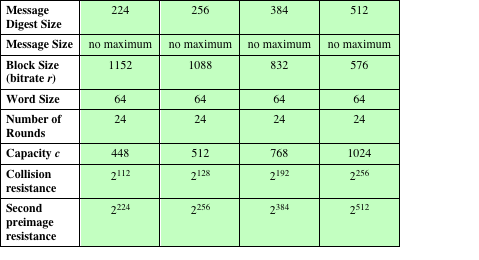 Message 224 256 384 512
Digest Size
Message Size no maximum no maximum no maximum no maximum
Block Size 1152 1088 832 576
(bitrate r)
Word Size 64 64 64 64
Number of 24 24 24 24
Rounds
Capacity c 448 512 768 1024
Collision 2^112 2^128 2^192 2^256
resistance
Second 2^224 2^256 2^384 2^512
preimage
resistance